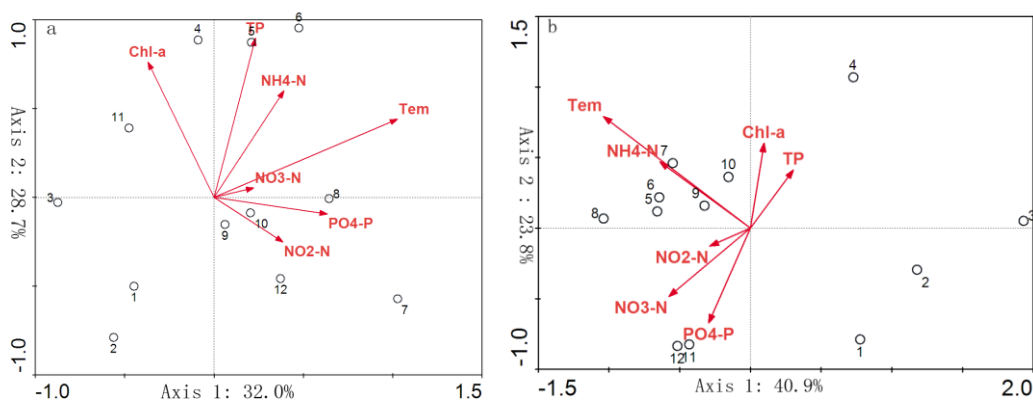 a
1.0
-1.0
Axis 2: 28.7%
-1.0
Axis 1: 32.0%
1.5
4
5
6
TP
Chl-a
NH4-N
Tem
11
NO3-N
3
8
PO4-P
10
9
NO2-N
12
1
7
2
b
1.5
-1.0
Axis 2 : 23.8%
-1.5
Axis 1: 40.9%
2.0
4
Tem
Chl-a
NH4-N
7
TP
10
6
5
9
8
3
NO2-N
2
NO3-N
PO4-P
1
12
11